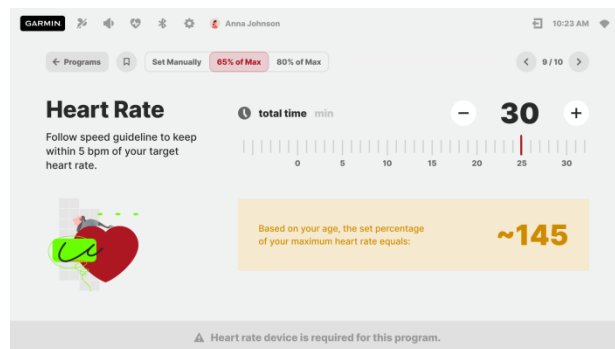 GARMIN.
Anna Johnson
10:23 AM
← Programs
Set Manually
65% of Max
80% of Max
9 / 10
Heart Rate
Follow speed guideline to keep
within 5 bpm of your target
heart rate.
total time min
30
0 5 10 15 20 25 30
Based on your age, the set percentage
of your maximum heart rate equals:
~145
Heart rate device is required for this program.